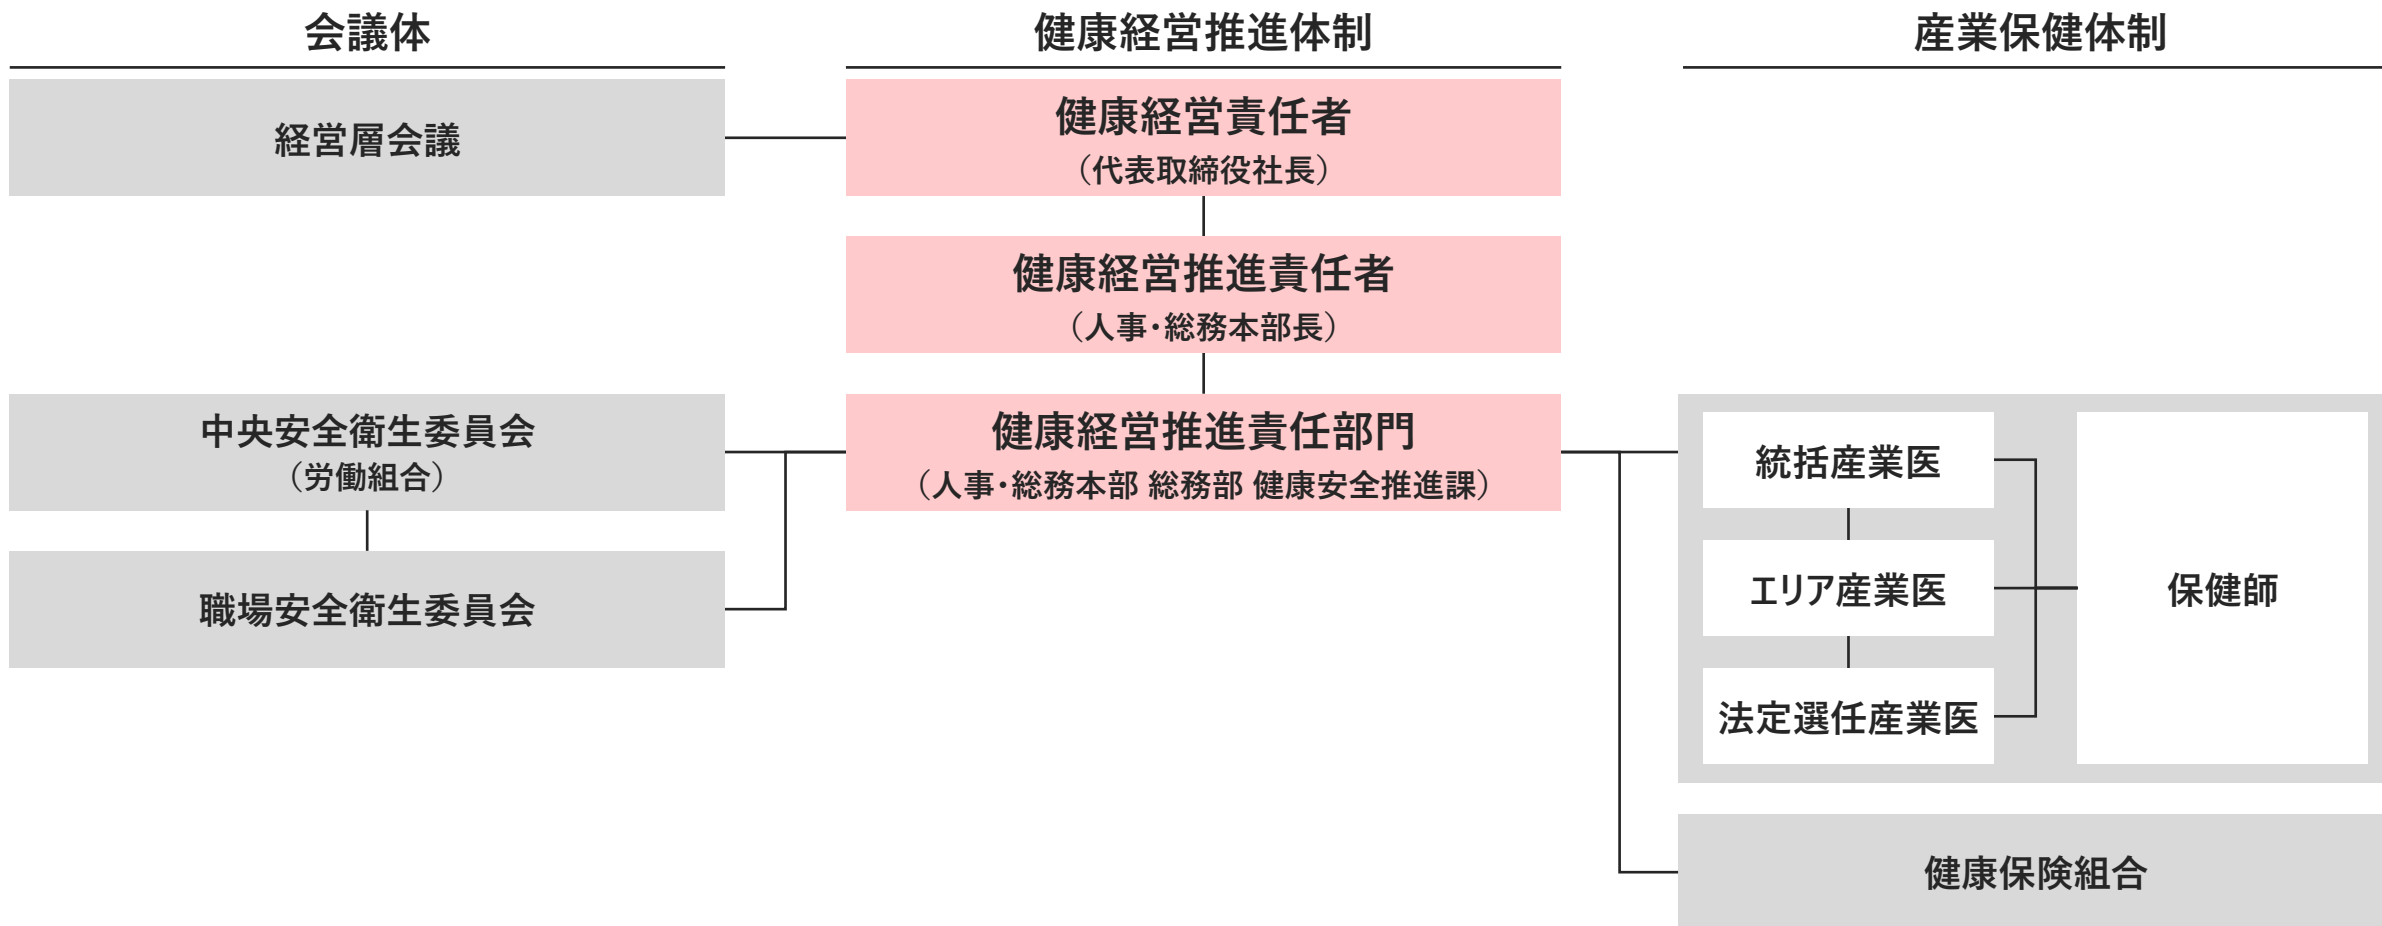 会議体
経営層会議
中央安全衛生委員会
（労働組合）
職場安全衛生委員会
健康経営推進体制
健康経営責任者
（代表取締役社長）
健康経営推進責任者
（人事・総務本部長）
健康経営推進責任部門
（人事・総務本部 総務部 健康安全推進課）
産業保健体制
統括産業医
エリア産業医
法定選任産業医
保健師
健康保険組合